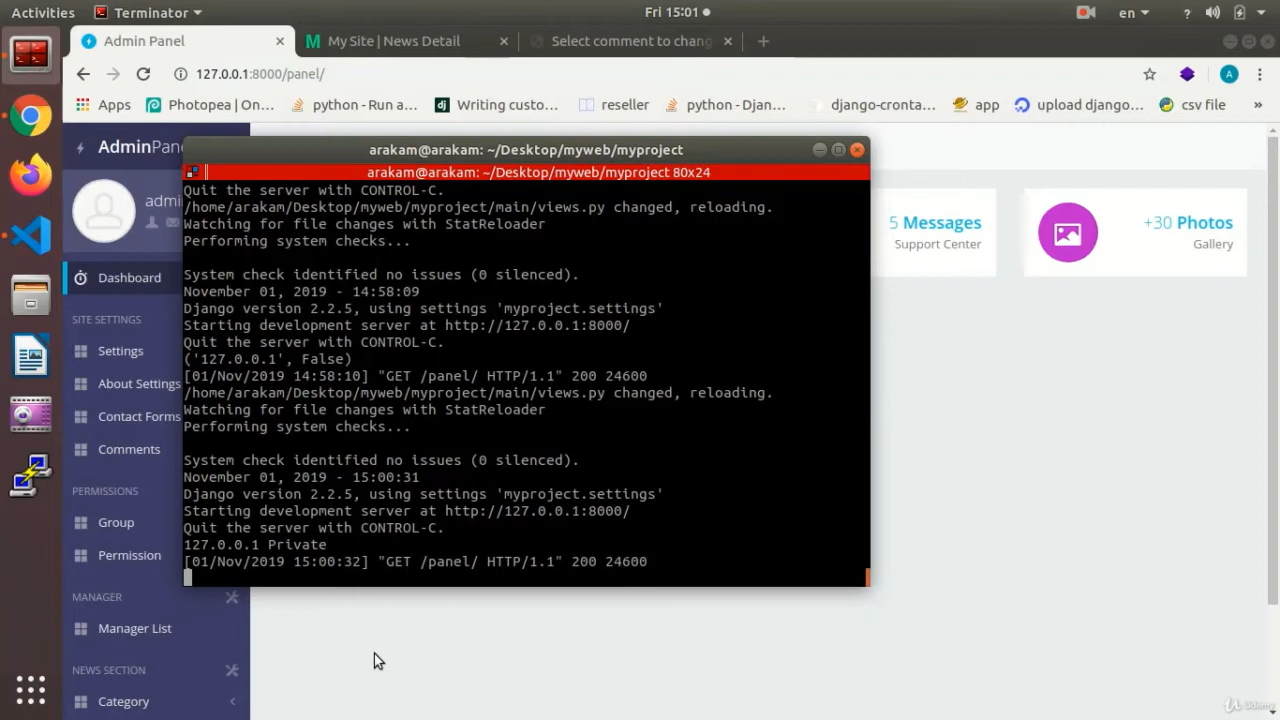 Activities
Terminator
Fri 15:01
en
?
Admin Panel
My Site | News Detail
Select comment to chang
127.0.0.1:8000/panel/
A
Apps
Photopea | On...
python - Run a...
dj Writing custo...
reseller
python - Djan...
django-cronta...
app
upload django...
csv file
»
AdminPane
admi
Dashboard
SITE SETTINGS
Settings
About Settings
Contact Forms
Comments
PERMISSIONS
Group
Permission
MANAGER
Manager List
NEWS SECTION
Category
arakam@arakam: ~/Desktop/myweb/myproject
arakam@arakam: ~/Desktop/myweb/myproject 80x24
Quit the server with CONTROL-C.
/home/arakam/Desktop/myweb/myproject/main/views.py changed, reloading.
Watching for file changes with StatReloader
Performing system checks...
System check identified no issues (0 silenced).
November 01, 2019 - 14:58:09
Django version 2.2.5, using settings 'myproject.settings'
Starting development server at http://127.0.0.1:8000/
Quit the server with CONTROL-C.
('127.0.0.1', False)
[01/Nov/2019 14:58:10] "GET /panel/ HTTP/1.1" 200 24600
/home/arakam/Desktop/myweb/myproject/main/views.py changed, reloading.
Watching for file changes with StatReloader
Performing system checks...
System check identified no issues (0 silenced).
November 01, 2019 - 15:00:31
Django version 2.2.5, using settings 'myproject.settings'
Starting development server at http://127.0.0.1:8000/
Quit the server with CONTROL-C.
127.0.0.1 Private
[01/Nov/2019 15:00:32] "GET /panel/ HTTP/1.1" 200 24600
5 Messages
Support Center
+30 Photos
Gallery
Udemy